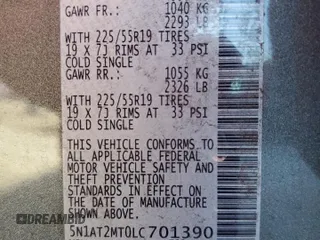 GAWR FR.: 1040 KG
2293 LB
WITH 225/55R19 TIRES
19 X 7J RIMS AT 33 PSI
COLD SINGLE
GAWR RR.: 1055 KG
2326 LB
WITH 225/55R19 TIRES
19 X 7J RIMS AT 33 PSI
COLD SINGLE
THIS VEHICLE CONFORMS TO
ALL APPLICABLE FEDERAL
MOTOR VEHICLE SAFETY AND
THEFT PREVENTION
STANDARDS IN EFFECT ON
THE DATE OF MANUFACTURE
SHOWN ABOVE.
5N1AT2MT0LC701390
DREAMBID